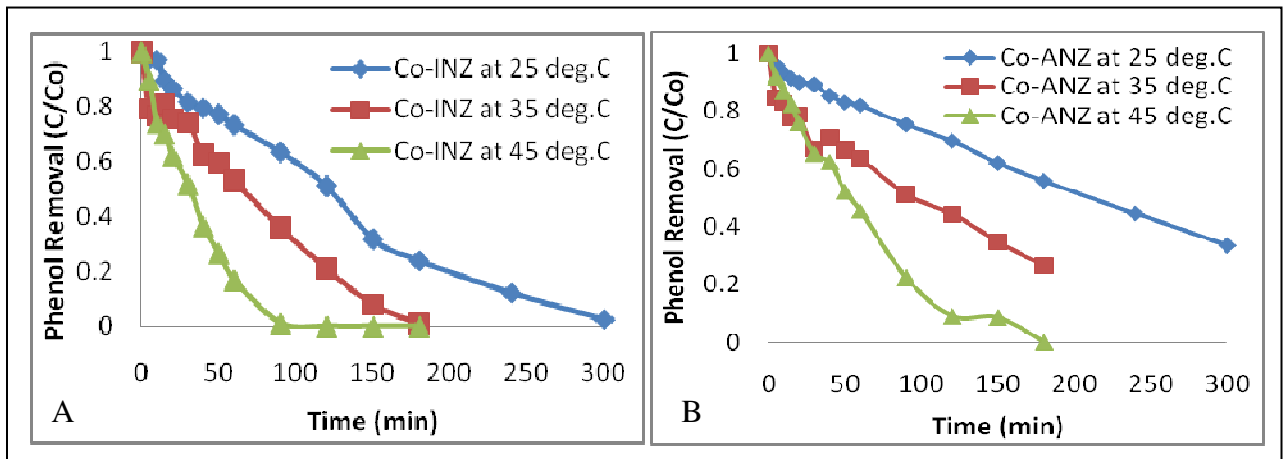 Phenol Removal (C/Co)
1
0.8
0.6
0.4
0.2
0
Co-INZ at 25 deg.C
Co-INZ at 35 deg.C
Co-INZ at 45 deg.C
0 50 100 150 200 250 300
Time (min)
A
Phenol Removal (C/Co)
1
0.8
0.6
0.4
0.2
0
Co-ANZ at 25 deg.C
Co-ANZ at 35 deg.C
Co-ANZ at 45 deg.C
0 50 100 150 200 250 300
Time (min)
B